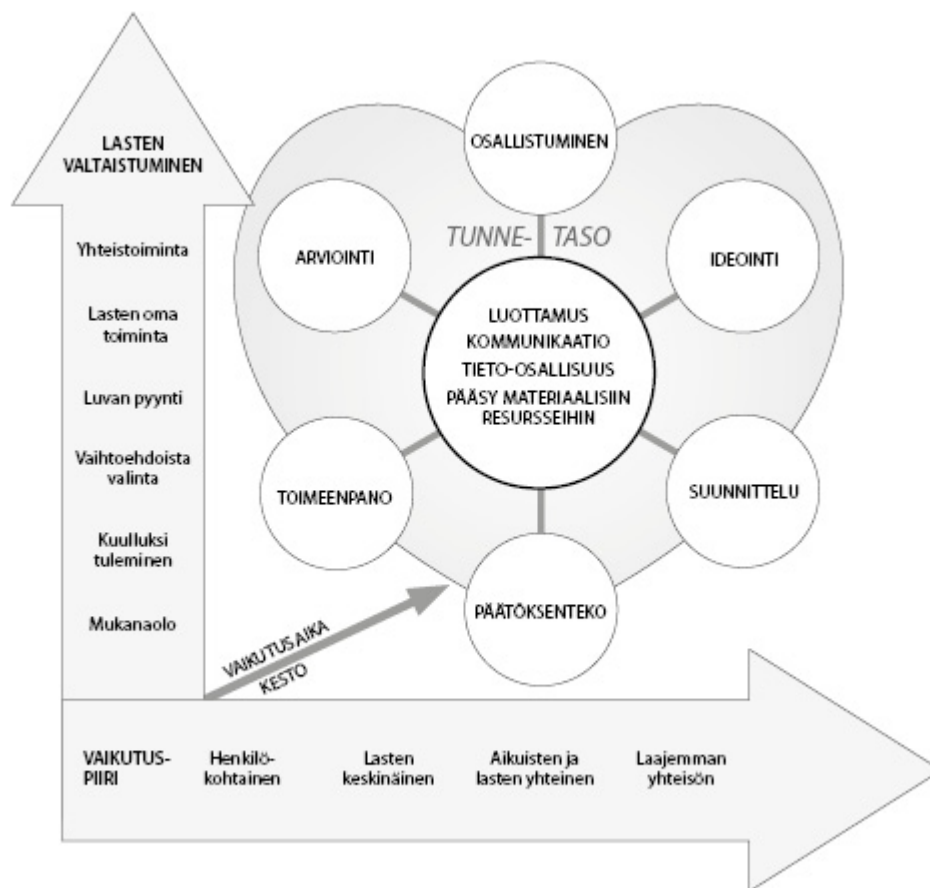 LASTEN
VALTAISTUMINEN
Yhteistoiminta
Lasten oma
toiminta
Luvan pyynti
Vaihtoehdoista
valinta
Kuulluksi
tuleminen
Mukanaolo
OSALLISTUMINEN
TUNNE- TASO
ARVIOINTI
IDEOINTI
LUOTTAMUS
KOMMUNIKAATIO
TIETO-OSALLISUUS
PÄÄSY MATERIAALISIIN
RESURSSEIHIN
TOIMEENPANO
SUUNNITTELU
PÄÄTÖKSENTEKO
VAIKUTUSAIKA
KESTO
VAIKUTUS-
PIIRI
Henkilö-
kohtainen
Lasten
keskinäinen
Aikuisten ja
lasten yhteinen
Laajemman
yhteisön